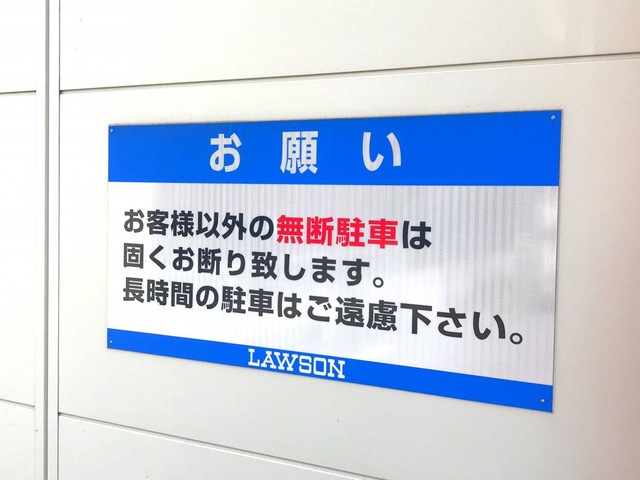 お願い
お客様以外の無断駐車は
固くお断り致します。
長時間の駐車はご遠慮下さい。
LAWSON